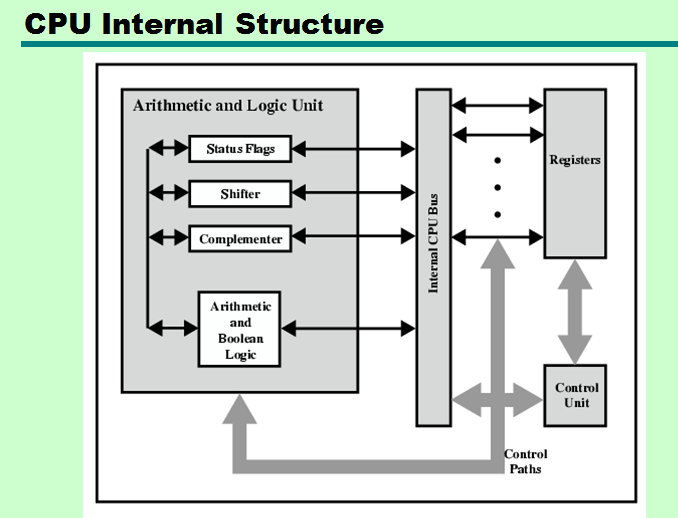 CPU Internal Structure
Arithmetic and Logic Unit
Status Flags
Shifter
Complementer
Arithmetic
and
Boolean
Logic
Internal CPU Bus
Registers
Control
Unit
Control
Paths